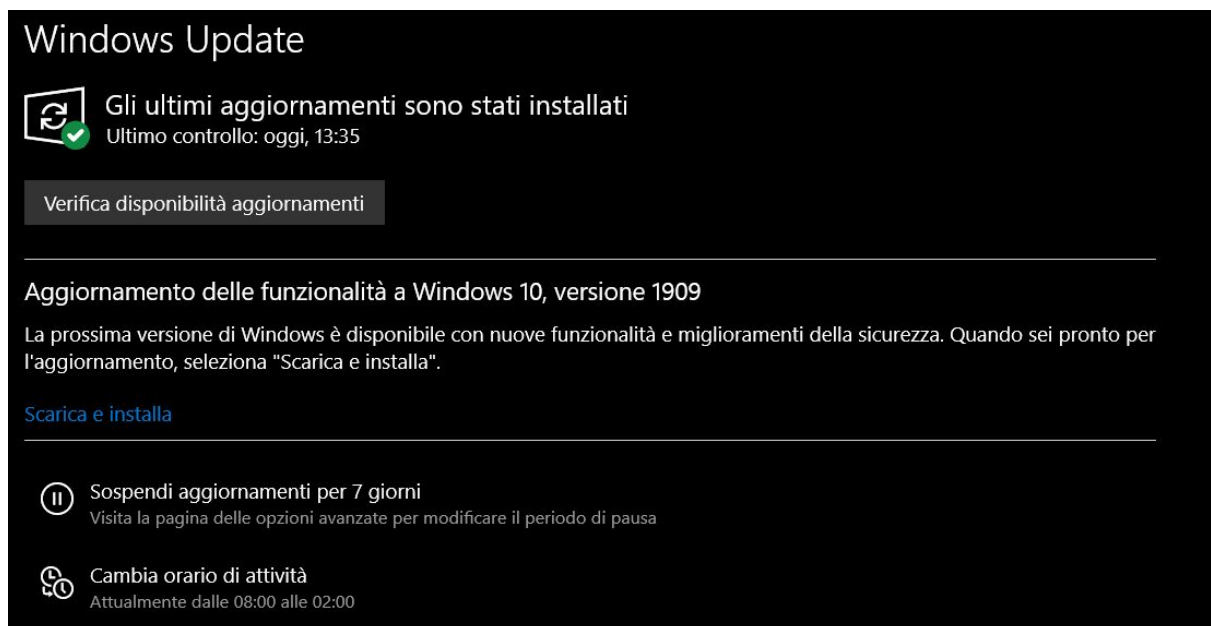 Windows Update
Gli ultimi aggiornamenti sono stati installati
Ultimo controllo: oggi, 13:35
Verifica disponibilità aggiornamenti
Aggiornamento delle funzionalità a Windows 10, versione 1909
La prossima versione di Windows è disponibile con nuove funzionalità e miglioramenti della sicurezza. Quando sei pronto per
l'aggiornamento, seleziona "Scarica e installa".
Scarica e installa
Sospendi aggiornamenti per 7 giorni
Visita la pagina delle opzioni avanzate per modificare il periodo di pausa
Cambia orario di attività
Attualmente dalle 08:00 alle 02:00